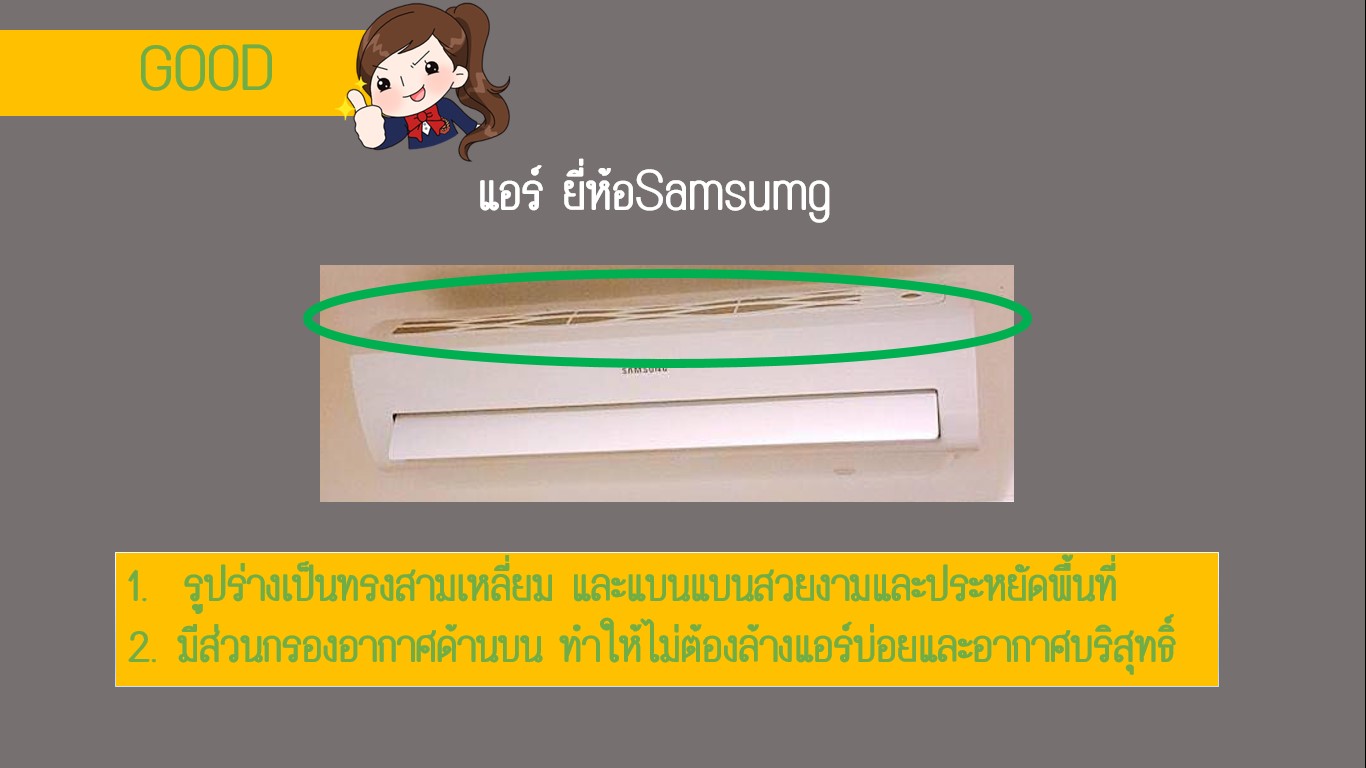 GOOD
แอร์ ยี่ห้อSamsumg
SAMSUNG
1. รูปร่างเป็นทรงสามเหลี่ยม และแบนแบนสวยงามและประหยัดพื้นที่
2. มีส่วนกรองอากาศด้านบน ทำให้ไม่ต้องล้างแอร์บ่อยและอากาศบริสุทธิ์